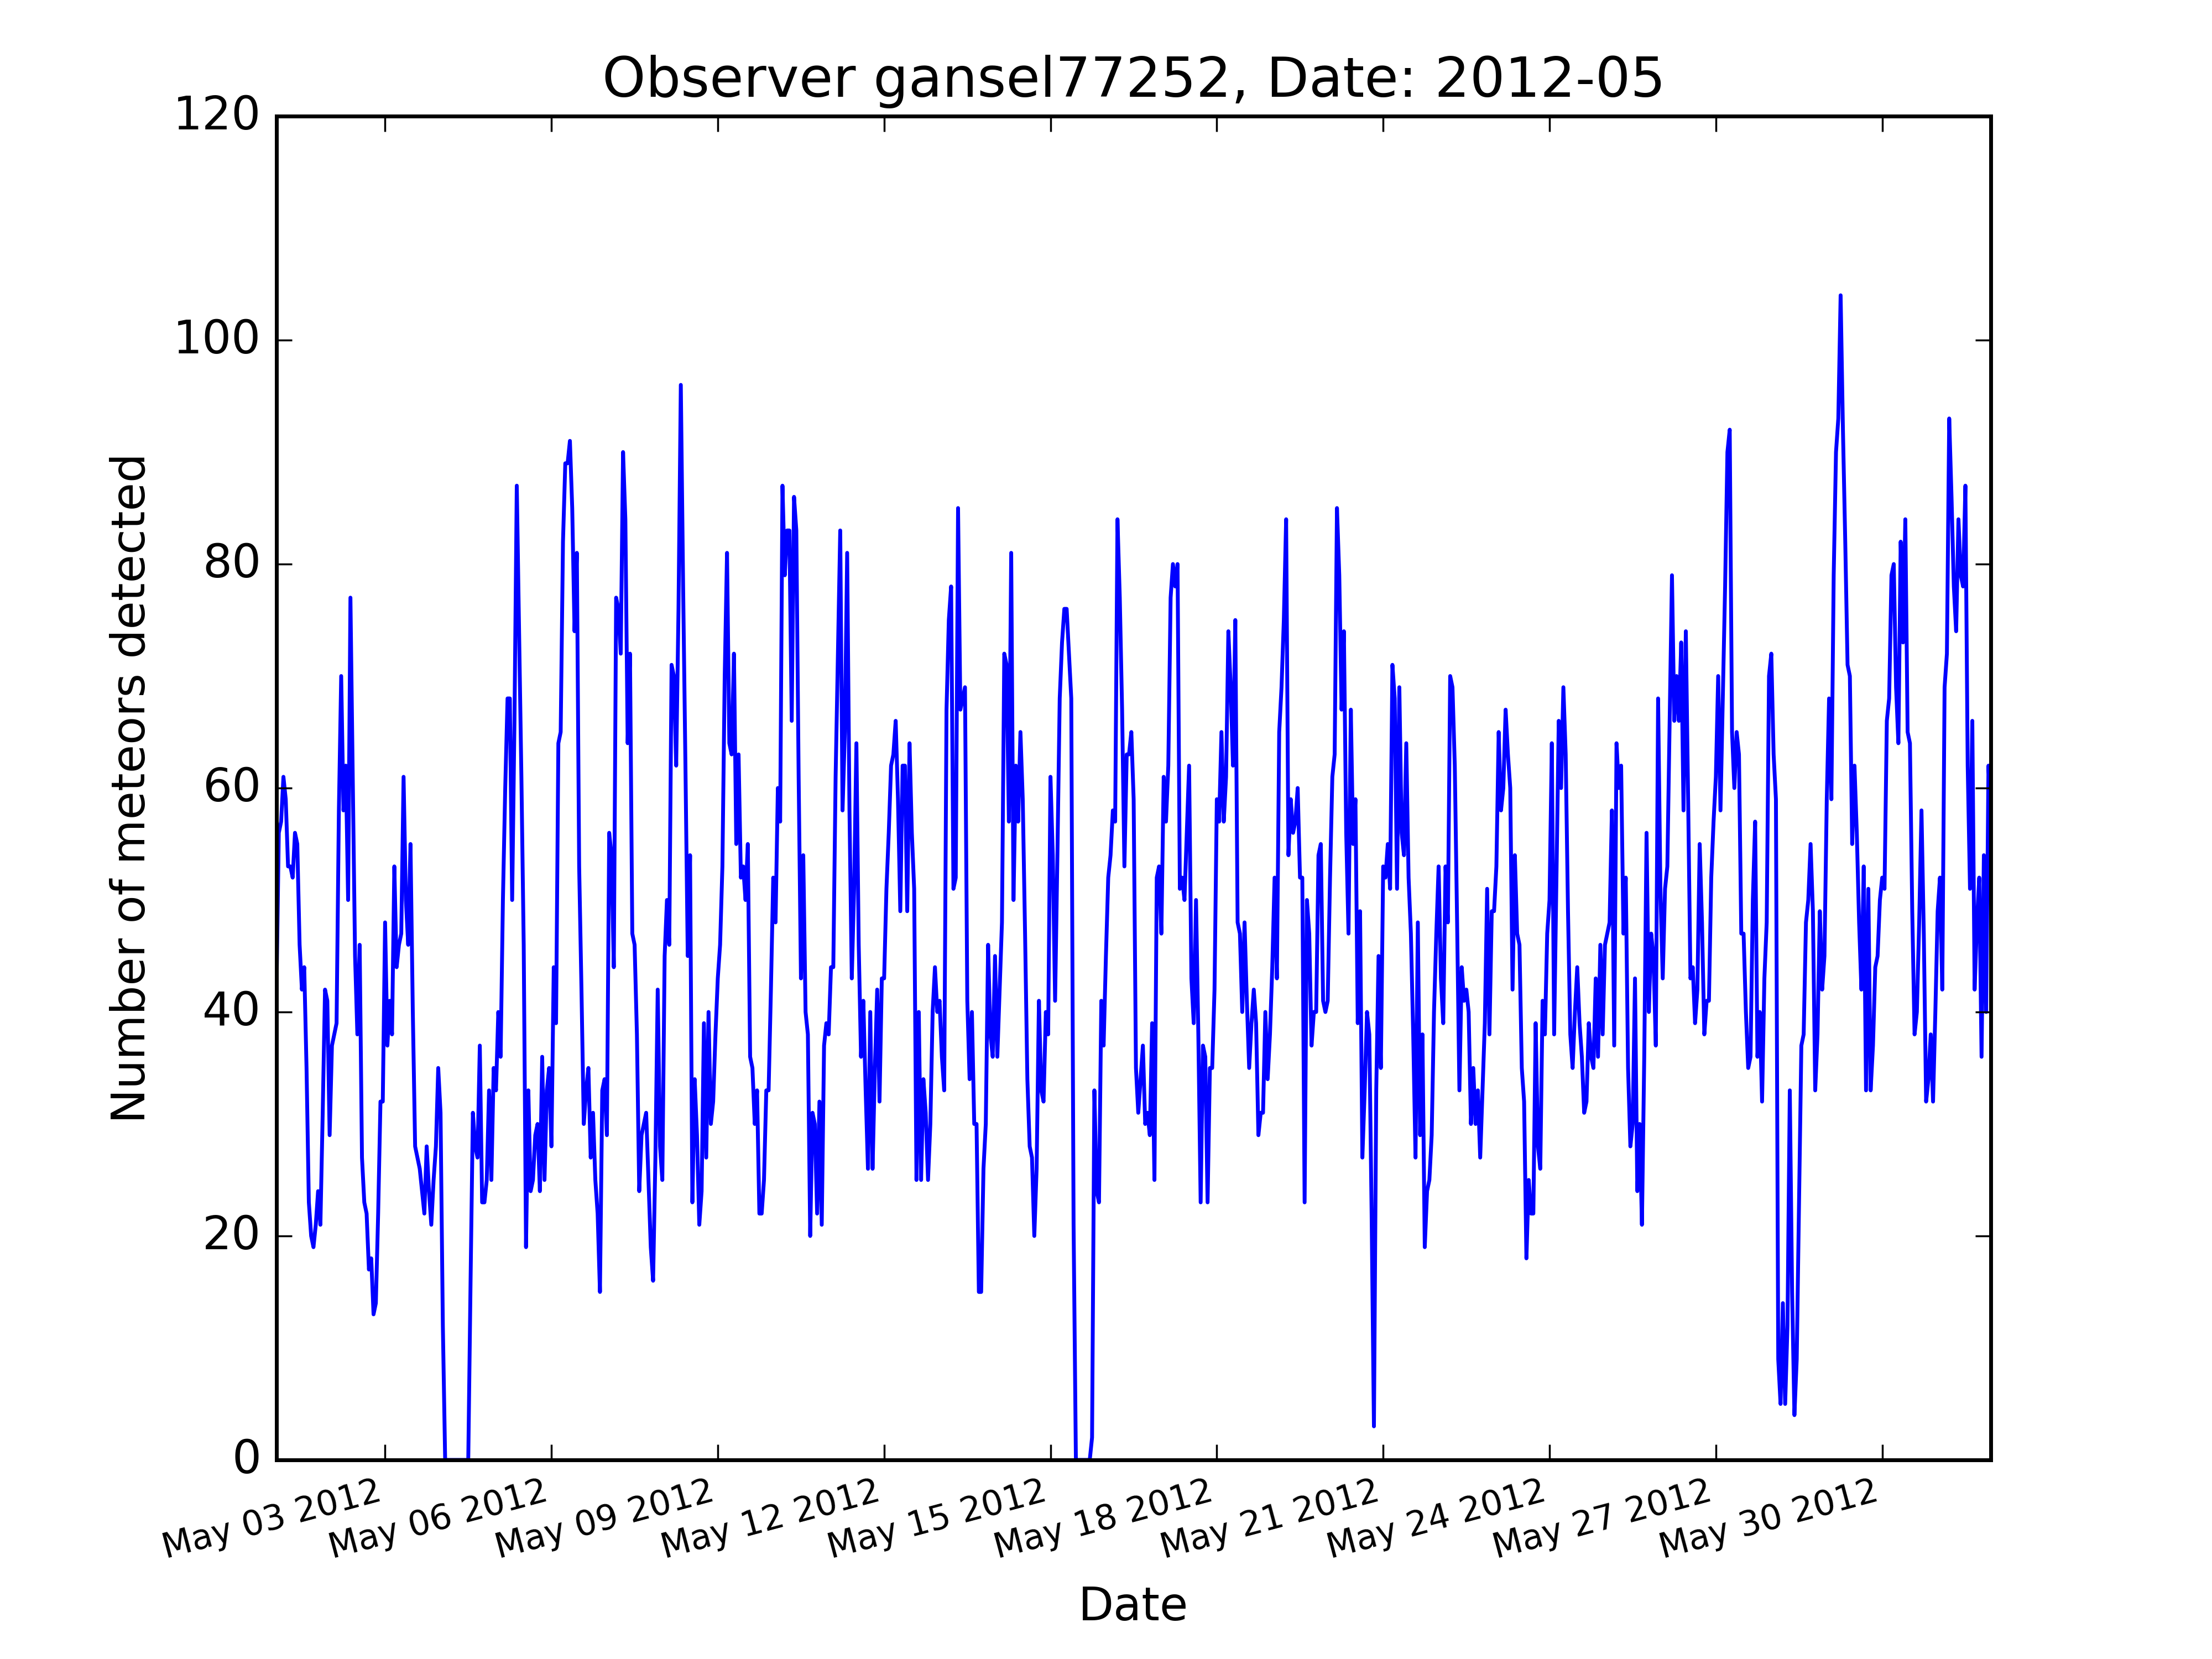 Observer gansel77252, Date: 2012-05
120
100
80
60
40
20
0
Number of meteors detected
May 03 2012
May 06 2012
May 09 2012
May 12 2012
May 15 2012
May 18 2012
May 21 2012
May 24 2012
May 27 2012
May 30 2012
Date